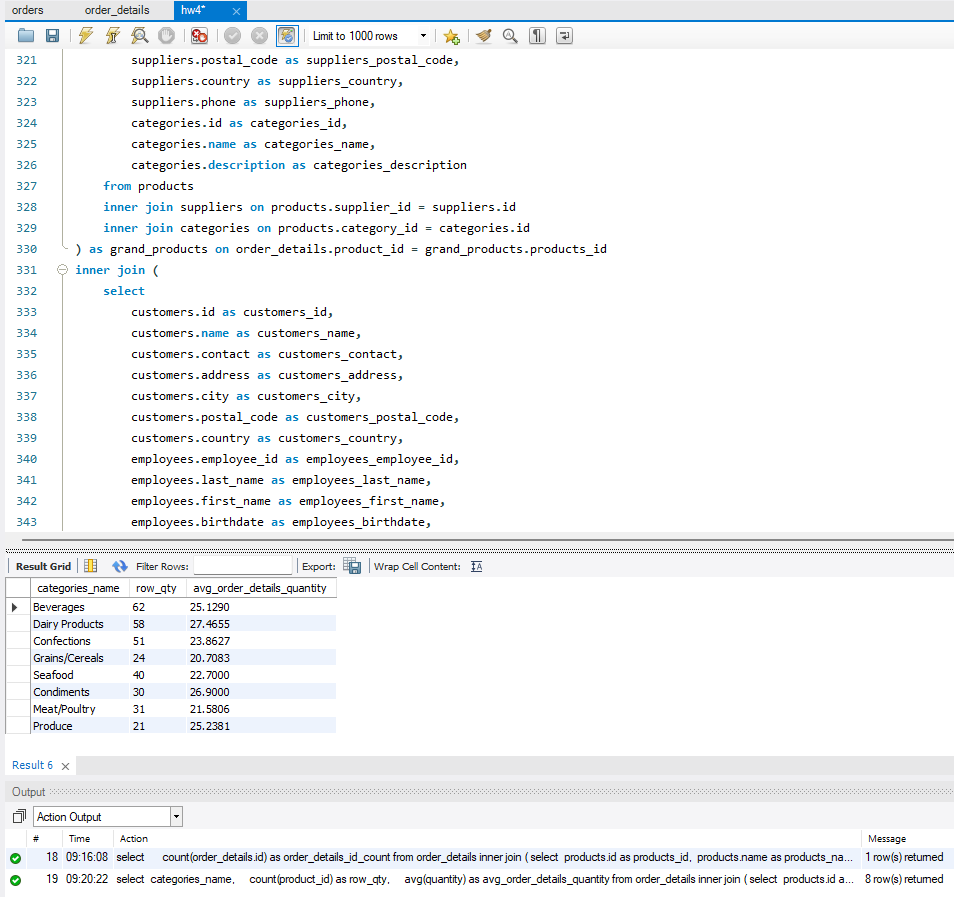 orders order_details hw4*
Limit to 1000 rows
321 suppliers.postal_code as suppliers_postal_code,
322 suppliers.country as suppliers_country,
323 suppliers.phone as suppliers_phone,
324 categories.id as categories_id,
325 categories.name as categories_name,
326 categories.description as categories_description
327 from products
328 inner join suppliers on products.supplier_id = suppliers.id
329 inner join categories on products.category_id = categories.id
330 ) as grand_products on order_details.product_id = grand_products.products_id
331 inner join (
332 select
333 customers.id as customers_id,
334 customers.name as customers_name,
335 customers.contact as customers_contact,
336 customers.address as customers_address,
337 customers.city as customers_city,
338 customers.postal_code as customers_postal_code,
339 customers.country as customers_country,
340 employees.employee_id as employees_employee_id,
341 employees.last_name as employees_last_name,
342 employees.first_name as employees_first_name,
343 employees.birthdate as employees_birthdate,
Result Grid Filter Rows: Export: Wrap Cell Content:
categories_name row_qty avg_order_details_quantity
Beverages 62 25.1290
Dairy Products 58 27.4655
Confections 51 23.8627
Grains/Cereals 24 20.7083
Seafood 40 22.7000
Condiments 30 26.9000
Meat/Poultry 31 21.5806
Produce 21 25.2381
Result 6
Output
Action Output
# Time Action Message
18 09:16:08 select count(order_details.id) as order_details_id_count from order_details inner join ( select products.id as products_id, products.name as products_na... 1 row(s) returned
19 09:20:22 select categories_name, count(product_id) as row_qty, avg(quantity) as avg_order_details_quantity from order_details inner join ( select products.id a... 8 row(s) returned